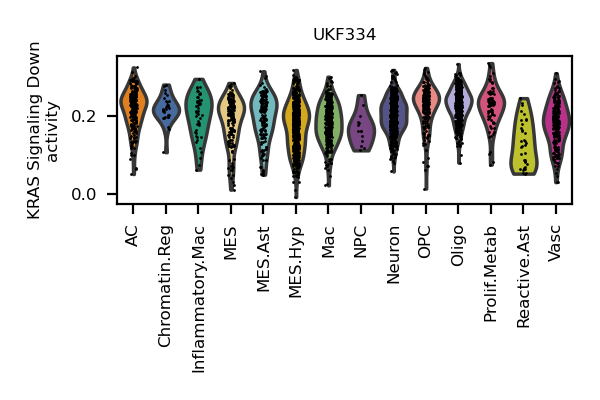 UKF334
KRAS Signaling Down
activity
0.2
0.0
AC
Chromatin.Reg
Inflammatory.Mac
MES
MES.Ast
MES.Hyp
Mac
NPC
Neuron
OPC
Oligo
Prolif.Metab
Reactive.Ast
Vasc